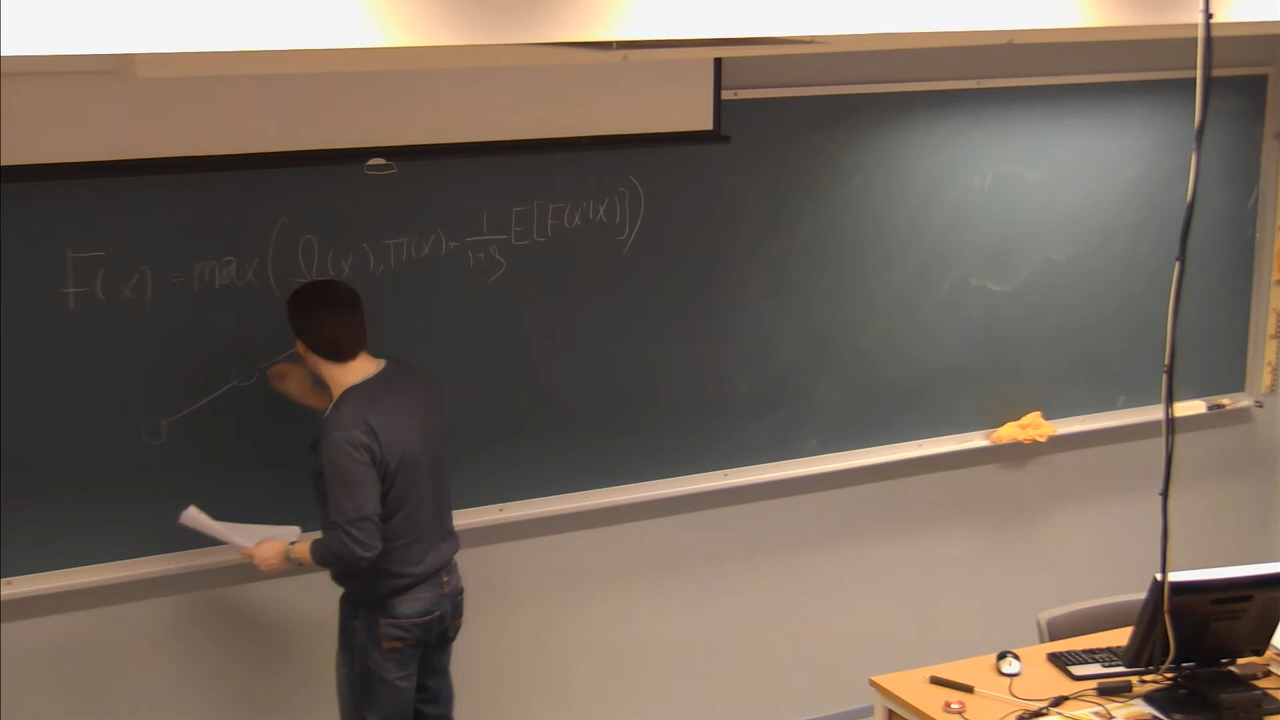 F(x) = max(Ω(x), π(x) + 1/(1+ρ) E[F(x'|x)])